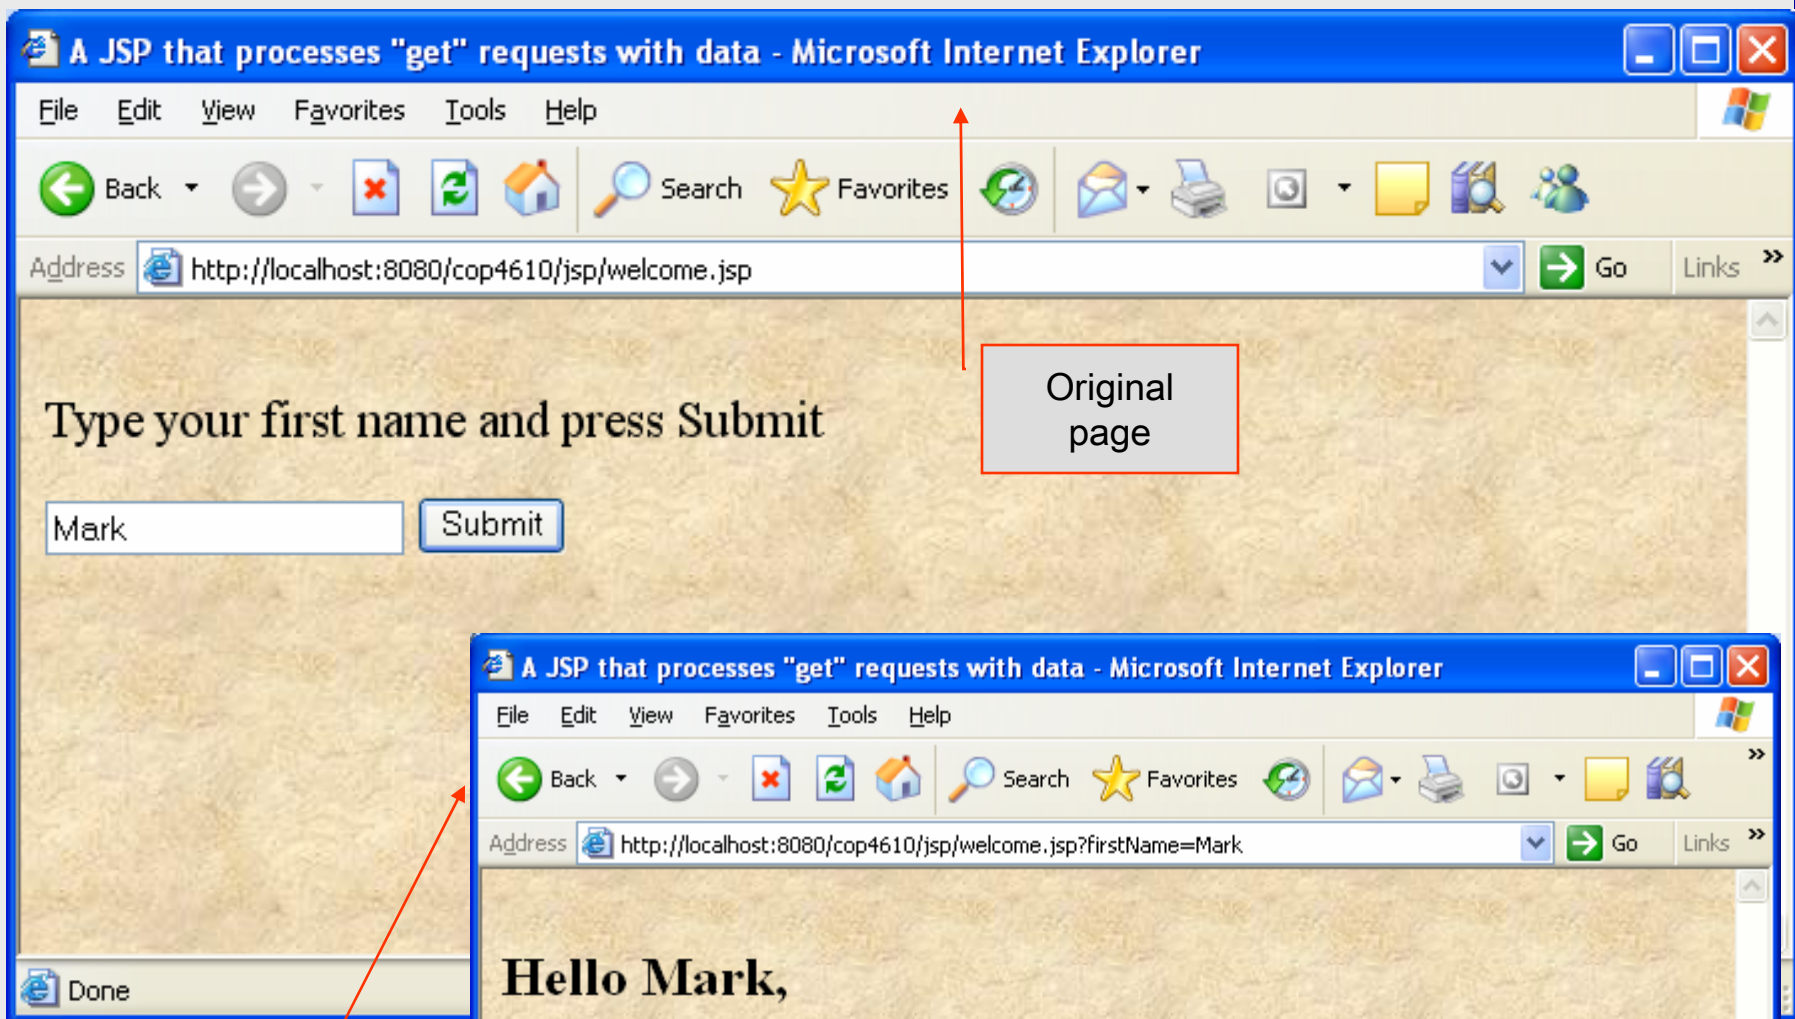 A JSP that processes "get" requests with data - Microsoft Internet Explorer
File Edit View Favorites Tools Help
Back Search Favorites
Address http://localhost:8080/cop4610/jsp/welcome.jsp Go Links »
Original
page
Type your first name and press Submit
Mark Submit
A JSP that processes "get" requests with data - Microsoft Internet Explorer
File Edit View Favorites Tools Help
Back Search Favorites »
Address http://localhost:8080/cop4610/jsp/welcome.jsp?firstName=Mark Go Links »
Hello Mark,
Done